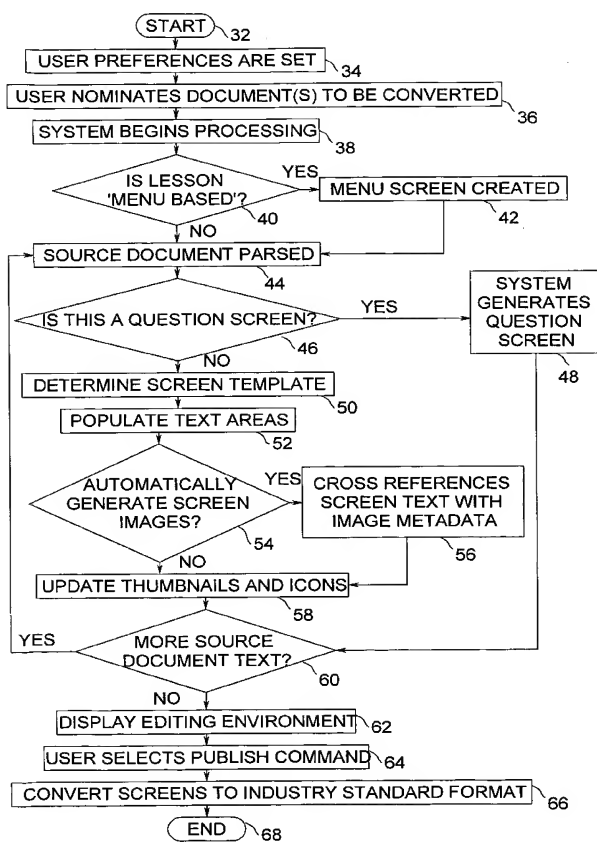 START
32
USER PREFERENCES ARE SET
34
USER NOMINATES DOCUMENT(S) TO BE CONVERTED
36
SYSTEM BEGINS PROCESSING
38
IS LESSON
'MENU BASED'?
40
YES
MENU SCREEN CREATED
42
NO
SOURCE DOCUMENT PARSED
44
IS THIS A QUESTION SCREEN?
46
YES
SYSTEM
GENERATES
QUESTION
SCREEN
48
NO
DETERMINE SCREEN TEMPLATE
50
POPULATE TEXT AREAS
52
AUTOMATICALLY
GENERATE SCREEN
IMAGES?
54
YES
CROSS REFERENCES
SCREEN TEXT WITH
IMAGE METADATA
56
NO
UPDATE THUMBNAilS AND ICONS
58
YES
MORE SOURCE
DOCUMENT TEXT?
60
NO
DISPLAY EDITING ENVIRONMENT
62
USER SELECTS PUBLISH COMMAND
64
CONVERT SCREENS TO INDUSTRY STANDARD FORMAT
66
END
68